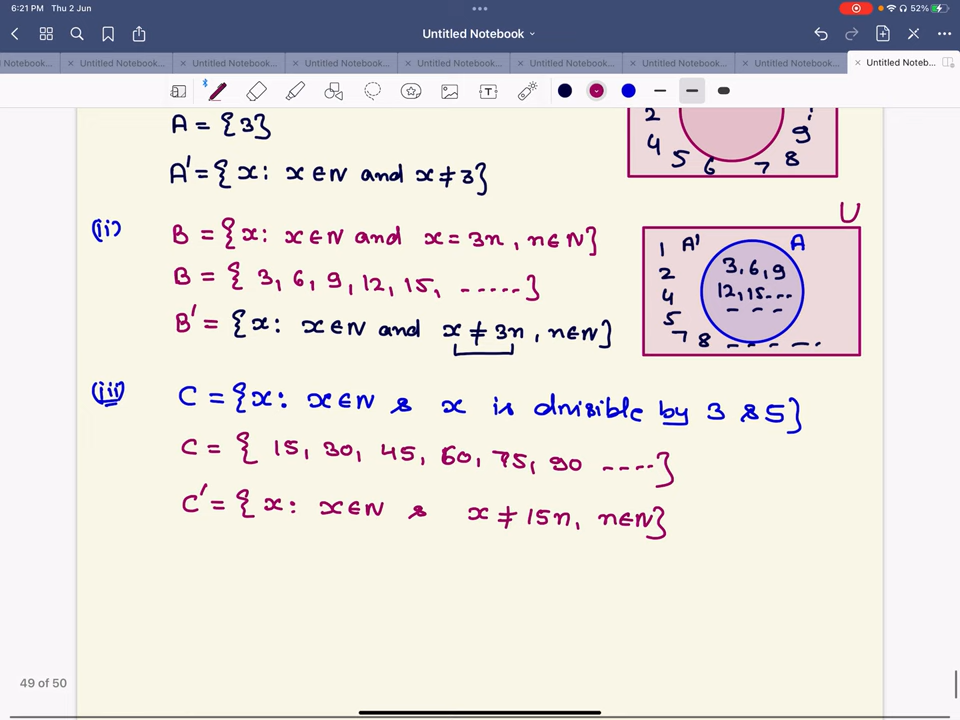 6:21 PM Thu 2 Jun
52%
Untitled Notebook
Notebook...
Untitled Notebook...
Untitled Notebook...
Untitled Notebook...
Untitled Notebook...
Untitled Notebook...
Untitled Notebook...
Untitled Noteb...
A = {3}
A' = {x: x∈N and x≠3}
2
4
5
6
7
8
9
(ii)
B = {x: x∈N and x=3n, n∈N}
B = { 3, 6, 9, 12, 15, ......}
B' = {x: x∈N and x≠3n, n∈N}
U
1 A' A
2 3, 6, 9
4 12, 15---
5 - - -
7 8 - - - - - .
(iii)
C = {x: x∈N & x is divisible by 3 & 5}
C = { 15, 30, 45, 60, 75, 90 ----}
C' = { x: x∈N & x≠15n, n∈N}
49 of 50